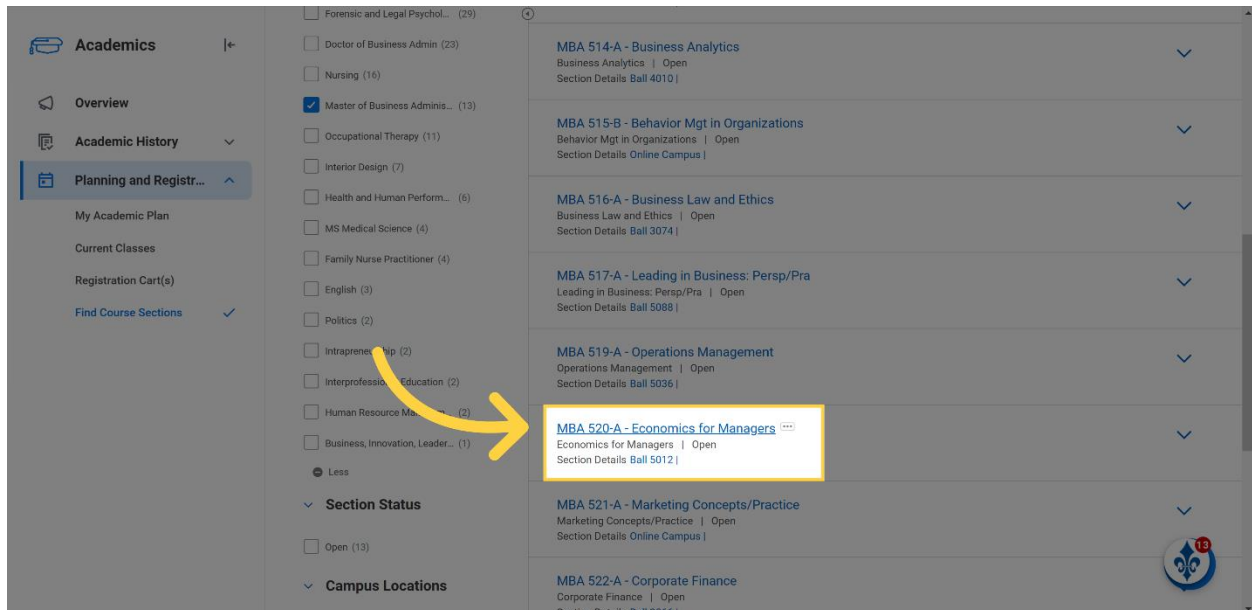 Academics
Overview
Academic History
Planning and Registr...
My Academic Plan
Current Classes
Registration Cart(s)
Find Course Sections
Forensic and Legal Psychol... (29)
Doctor of Business Admin (23)
Nursing (16)
Master of Business Adminis... (13)
Occupational Therapy (11)
Interior Design (7)
Health and Human Perform... (6)
MS Medical Science (4)
Family Nurse Practitioner (4)
English (3)
Politics (2)
(2)
Education (2)
Human Resource (2)
Business, Innovation, Leader... (1)
Less
Section Status
Open (13)
Campus Locations
MBA 514-A - Business Analytics
Business Analytics | Open
Section Details Ball 4010 |
MBA 515-B - Behavior Mgt in Organizations
Behavior Mgt in Organizations | Open
Section Details Online Campus |
MBA 516-A - Business Law and Ethics
Business Law and Ethics | Open
Section Details Ball 3074 |
MBA 517-A - Leading in Business: Persp/Pra
Leading in Business: Persp/Pra | Open
Section Details Ball 5088 |
MBA 519-A - Operations Management
Operations Management | Open
Section Details Ball 5036 |
MBA 520-A - Economics for Managers
Economics for Managers | Open
Section Details Ball 5012 |
MBA 521-A - Marketing Concepts/Practice
Marketing Concepts/Practice | Open
Section Details Online Campus |
MBA 522-A - Corporate Finance
Corporate Finance | Open
13